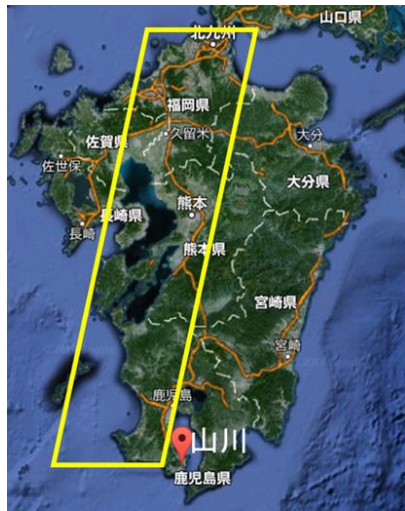 山口県
北九州
福岡県
佐賀県
久留米
大分
佐世保
大分県
熊本
長崎県
長崎
熊本県
宮崎県
宮崎
鹿児島
山川
鹿児島県